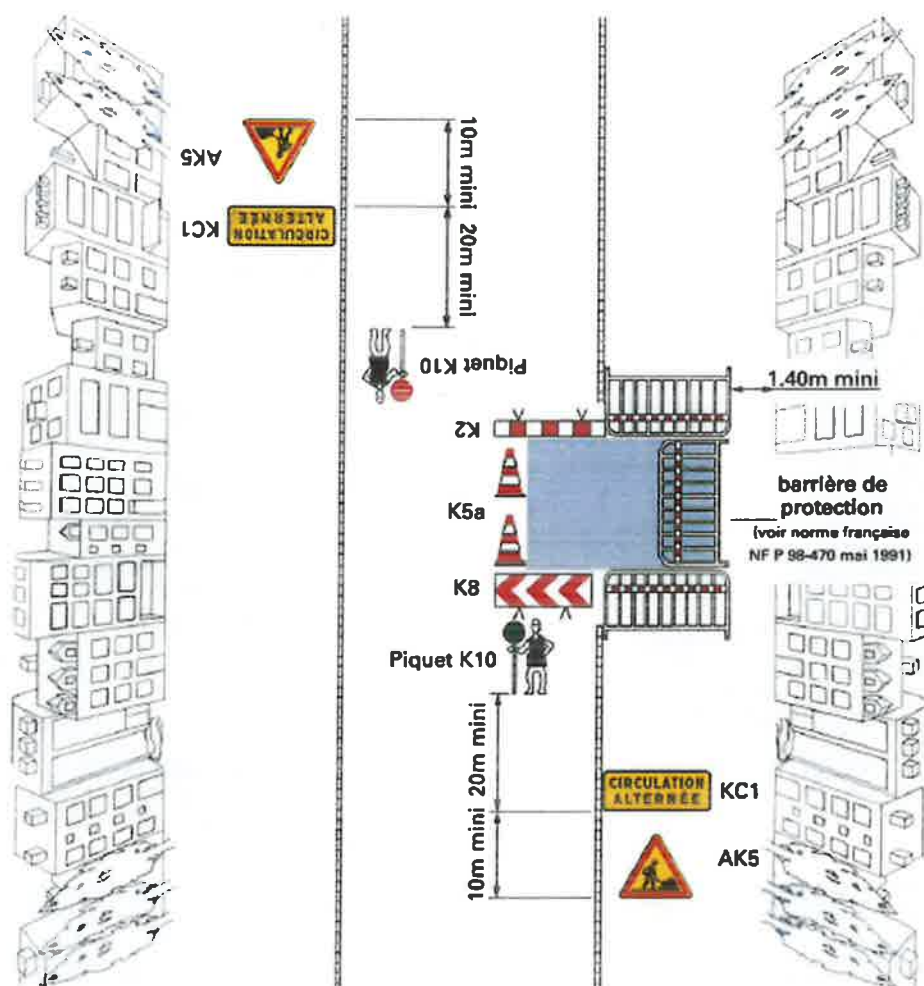 10m mini
AK5
20m mini
KC1
CIRCULATION
ALTERNÉE
Piquet K10
1.40m mini
K2
barrière de
protection
(voir norme française
NF P 98-470 mai 1991)
K5a
K8
Piquet K10
20m mini
CIRCULATION
ALTERNÉE
KC1
10m mini
AK5